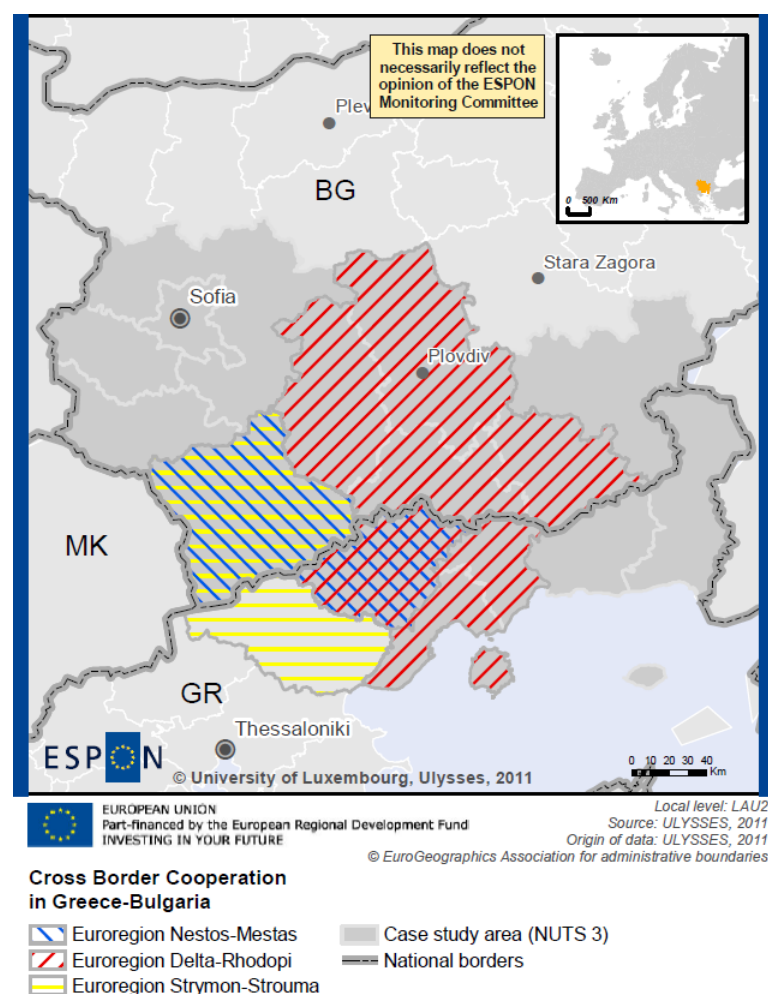 This map does not
necessarily reflect the
opinion of the ESPON
Monitoring Committee
0 500 Km
BG
Stara Zagora
Sofia
Plovdiv
MK
GR
Thessaloniki
ESPON
© University of Luxembourg, Ulysses, 2011
0 10 20 30 40
Km
EUROPEAN UNION
Part-financed by the European Regional Development Fund
INVESTING IN YOUR FUTURE
Local level: LAU2
Source: ULYSSES, 2011
Origin of data: ULYSSES, 2011
© EuroGeographics Association for administrative boundaries
Cross Border Cooperation
in Greece-Bulgaria
Euroregion Nestos-Mestas
Euroregion Delta-Rhodopi
Euroregion Strymon-Strouma
Case study area (NUTS 3)
National borders